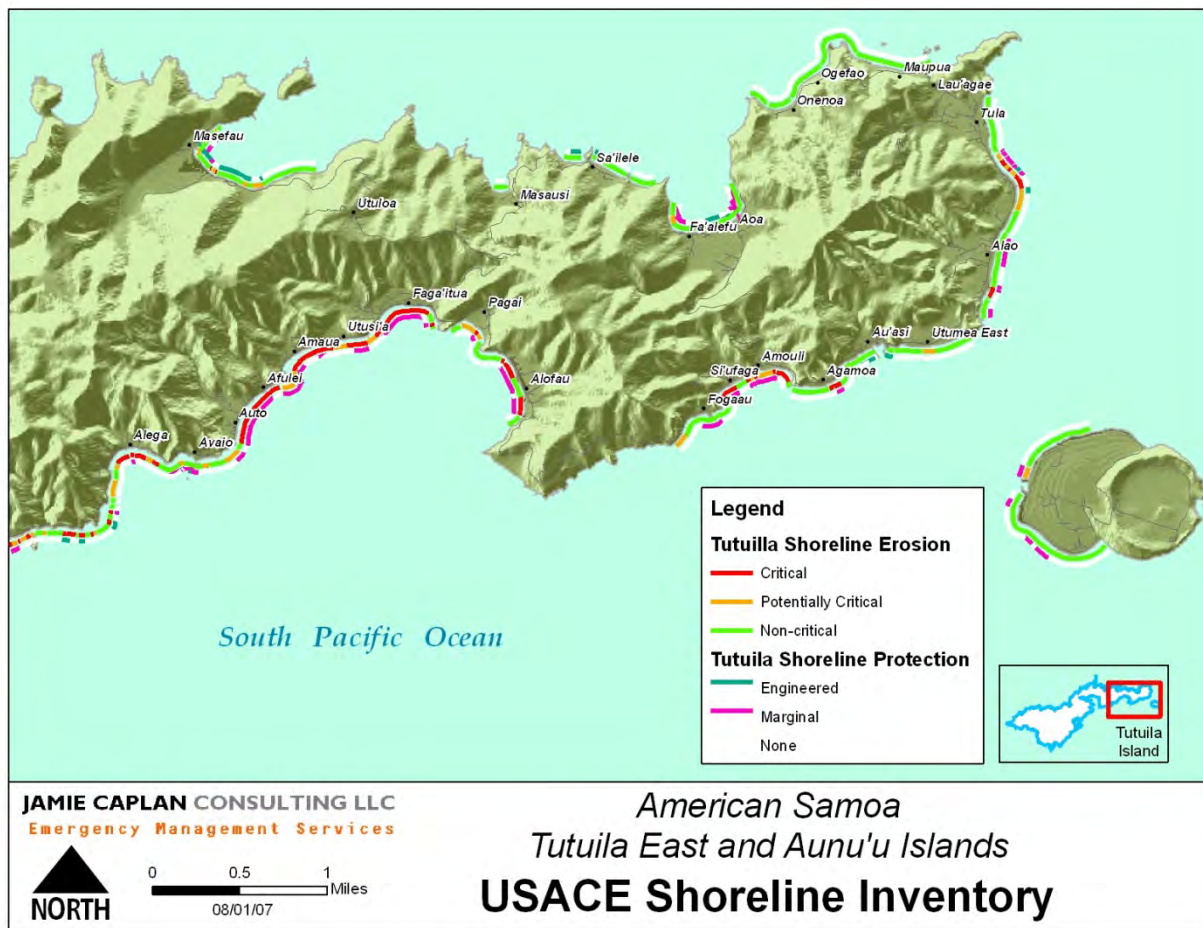 Ogefao
Maupua
Lau'agae
Onenoa
Tula
Masefau
Sa'ilele
Masausi
Utuloa
Aoa
Fa'alefu
Alao
Faga'itua
Pagai
Utusi'a
Amaua
Au'asi
Utumea East
Amouli
Si'ufaga
Agamoa
Afulei
Alofau
Fogaau
Auto
Alega
Avaio
South Pacific Ocean
Legend
Tutuilla Shoreline Erosion
Critical
Potentially Critical
Non-critical
Tutuila Shoreline Protection
Engineered
Marginal
None
Tutuila
Island
JAMIE CAPLAN CONSULTING LLC
Emergency Management Services
NORTH
0 0.5 1
Miles
08/01/07
American Samoa
Tutuila East and Aunu'u Islands
USACE Shoreline Inventory